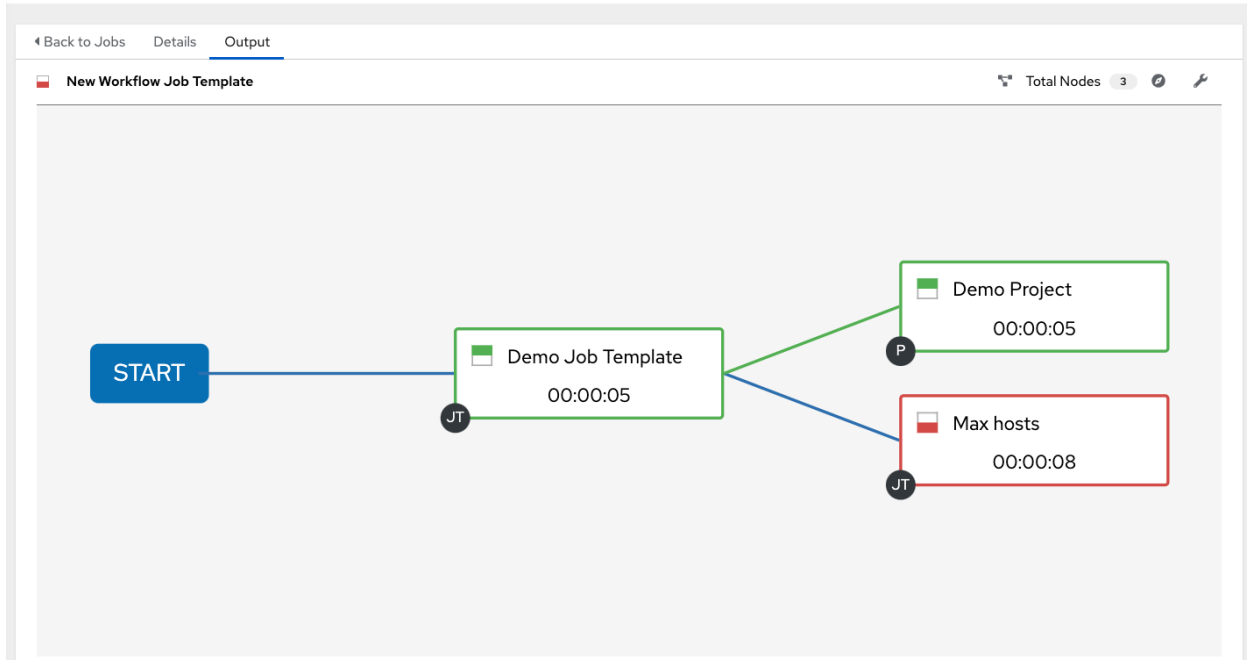 Back to Jobs Details Output
New Workflow Job Template Total Nodes 3
START
Demo Job Template
00:00:05
JT
Demo Project
00:00:05
P
Max hosts
00:00:08
JT